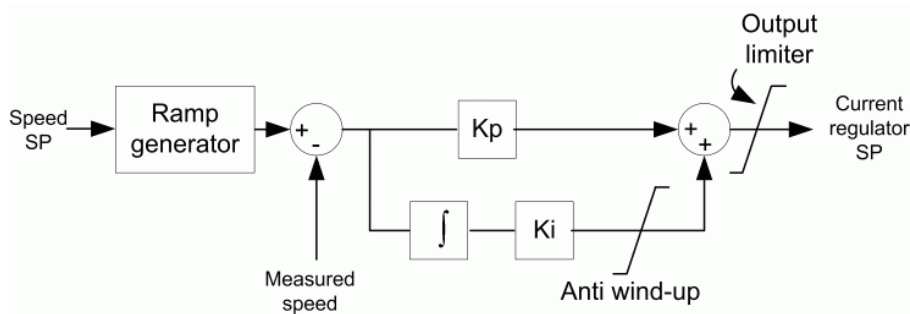 Output
limiter
Speed
SP
Ramp
generator
+
-
Kp
+
+
Current
regulator
SP
∫
Ki
Measured
speed
Anti wind-up